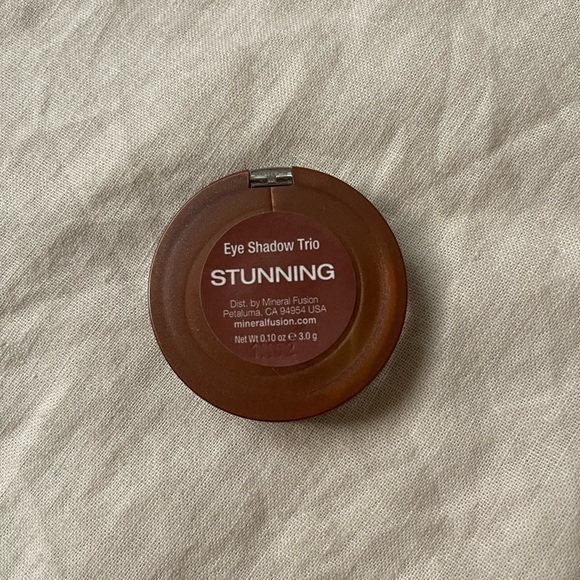 Eye Shadow Trio
STUNNING
Dist. by Mineral Fusion
Petaluma, CA 94954 USA
mineralfusion.com
Net Wt 0.10 oz ℮ 3.0 g